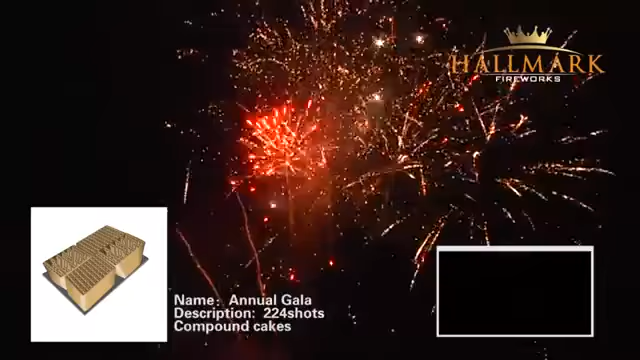 HALLMARK
FIREWORKS
Name: Annual Gala
Description: 224shots
Compound cakes